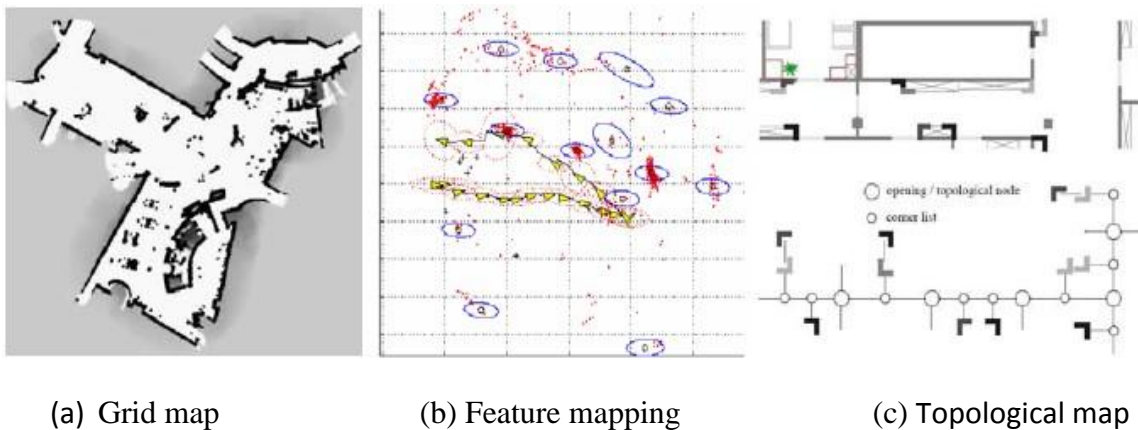 opening / topological node
corner list
(a) Grid map
(b) Feature mapping
(c) Topological map